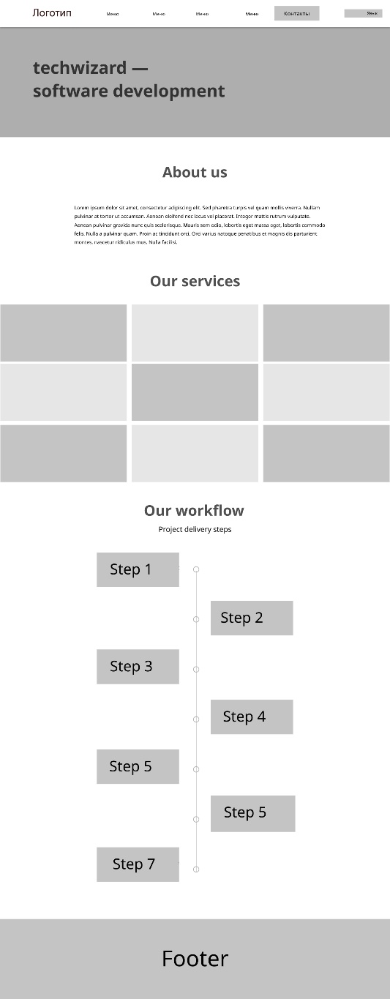 Логотип Меню Меню Меню Меню Контакты Язык
techwizard —
software development
About us
Lorem ipsum dolor sit amet, consectetur adipiscing elit. Sed pharetra turpis vel quam mollis viverra. Nullam
pulvinar at tortor ut accumsan. Aenean eleifend nec lacus vel placerat. Integer mattis rutrum vulputate.
Aenean pulvinar gravida nunc quis scelerisque. Mauris sem odio, lobortis eget massa eget, lobortis commodo
felis. Nulla a pulvinar quam. Proin ac tincidunt orci. Orci varius natoque penatibus et magnis dis parturient
montes, nascetur ridiculus mus. Nulla facilisi.
Our services
Our workflow
Project delivery steps
Step 1
Step 2
Step 3
Step 4
Step 5
Step 5
Step 7
Footer